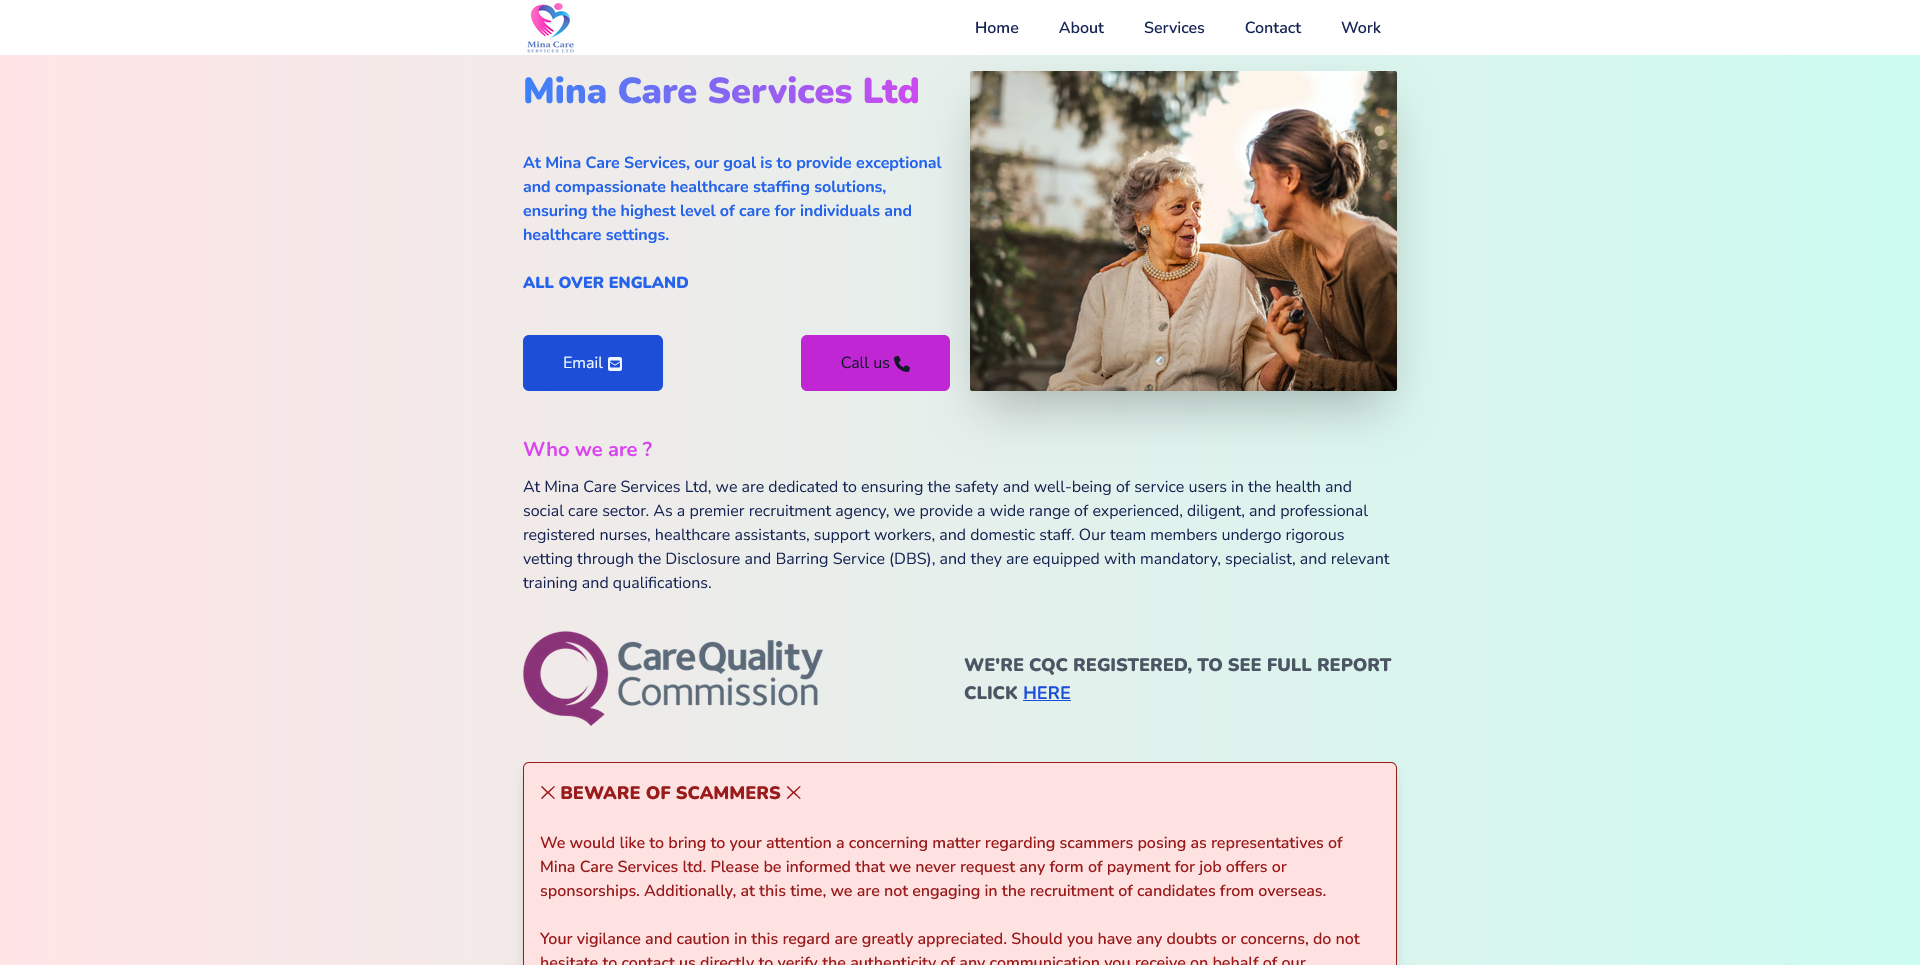 Mina Care
SERVICES LTD
Home
About
Services
Contact
Work
Mina Care Services Ltd
At Mina Care Services, our goal is to provide exceptional
and compassionate healthcare staffing solutions,
ensuring the highest level of care for individuals and
healthcare settings.
ALL OVER ENGLAND
Email
Call us
Who we are ?
At Mina Care Services Ltd, we are dedicated to ensuring the safety and well-being of service users in the health and
social care sector. As a premier recruitment agency, we provide a wide range of experienced, diligent, and professional
registered nurses, healthcare assistants, support workers, and domestic staff. Our team members undergo rigorous
vetting through the Disclosure and Barring Service (DBS), and they are equipped with mandatory, specialist, and relevant
training and qualifications.
CareQuality
Commission
WE'RE CQC REGISTERED, TO SEE FULL REPORT
CLICK HERE
BEWARE OF SCAMMERS
We would like to bring to your attention a concerning matter regarding scammers posing as representatives of
Mina Care Services ltd. Please be informed that we never request any form of payment for job offers or
sponsorships. Additionally, at this time, we are not engaging in the recruitment of candidates from overseas.
Your vigilance and caution in this regard are greatly appreciated. Should you have any doubts or concerns, do not
hesitate to contact us directly to verify the authenticity of any communication you receive on behalf of our